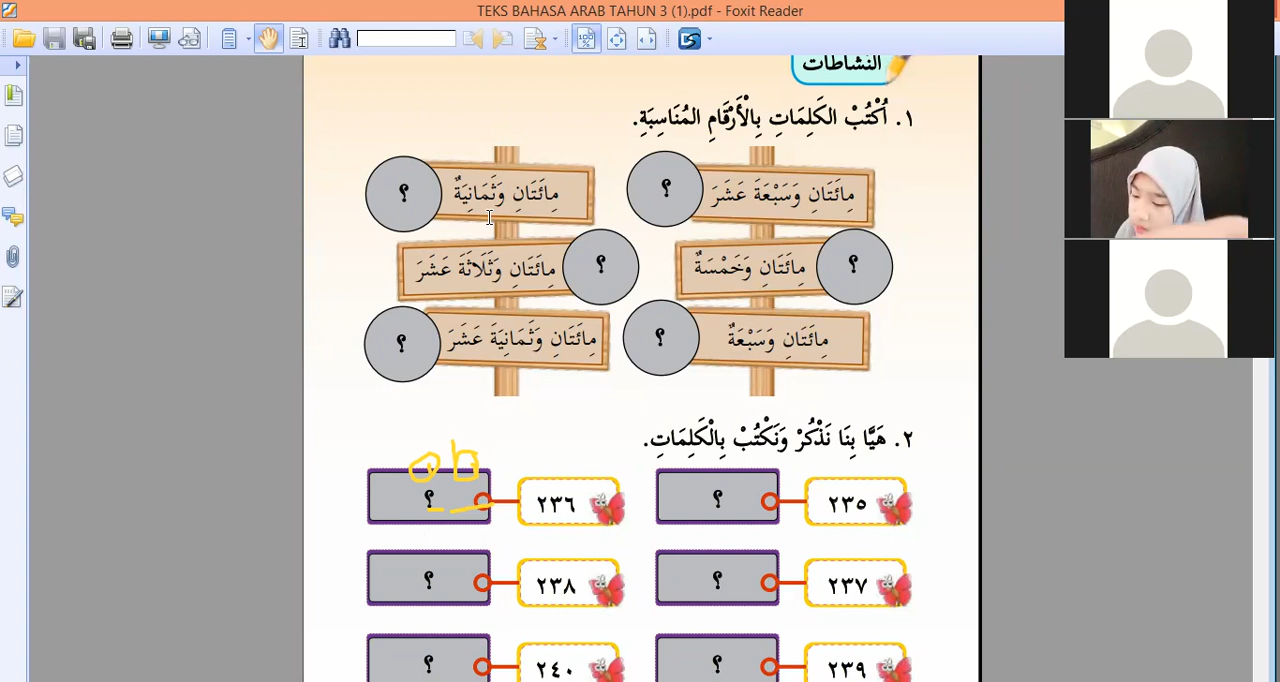 TEKS BAHASA ARAB TAHUN 3 (1).pdf - Foxit Reader
النشاطات
١. اُكْتُبْ الكَلِمَاتِ بِالْأَرْقَامِ المُنَاسِبَةِ.
مِائَتَانِ وَسَبْعَةَ عَشَرَ ؟
مِائَتَانِ وَثَمَانِيَةٌ ؟
؟ مِائَتَانِ وَخَمْسَةٌ
؟ مِائَتَانِ وَثَلَاثَةَ عَشَرَ
مِائَتَانِ وَسَبْعَةٌ ؟
مِائَتَانِ وَثَمَانِيَةَ عَشَرَ ؟
٢. هَيَّا بِنَا نَذْكُرْ وَنَكْتُبْ بِالْكَلِمَاتِ.
٢٣٥ ؟
٢٣٦ ؟
٢٣٧ ؟
٢٣٨ ؟
٢٣٩ ؟
٢٤٠ ؟